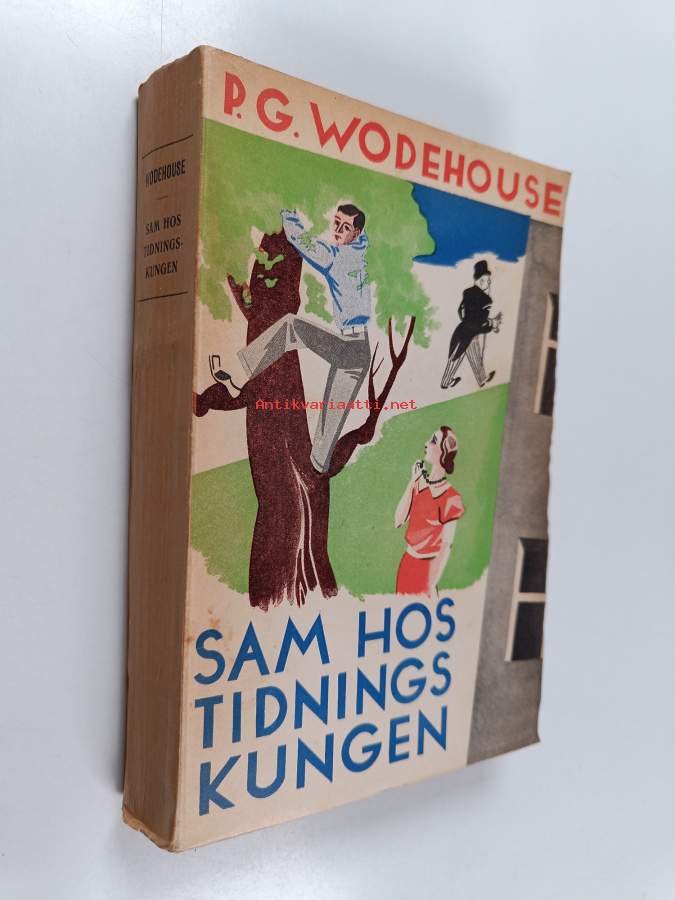 P. G. WODEHOUSE
WODEHOUSE
SAM HOS
TIDNINGS-
KUNGEN
Antikvariaatti.net
SAM HOS
TIDNINGS
KUNGEN